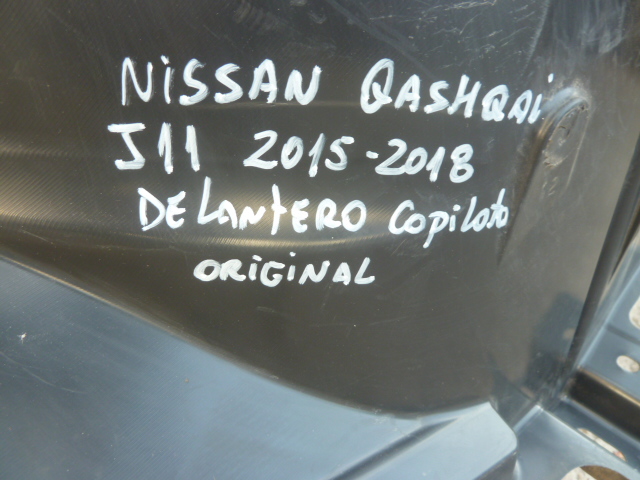 NiSSAN QASHQAi
J11 2015-2018
DELANtERO COPiLOtO
ORiGiNAL